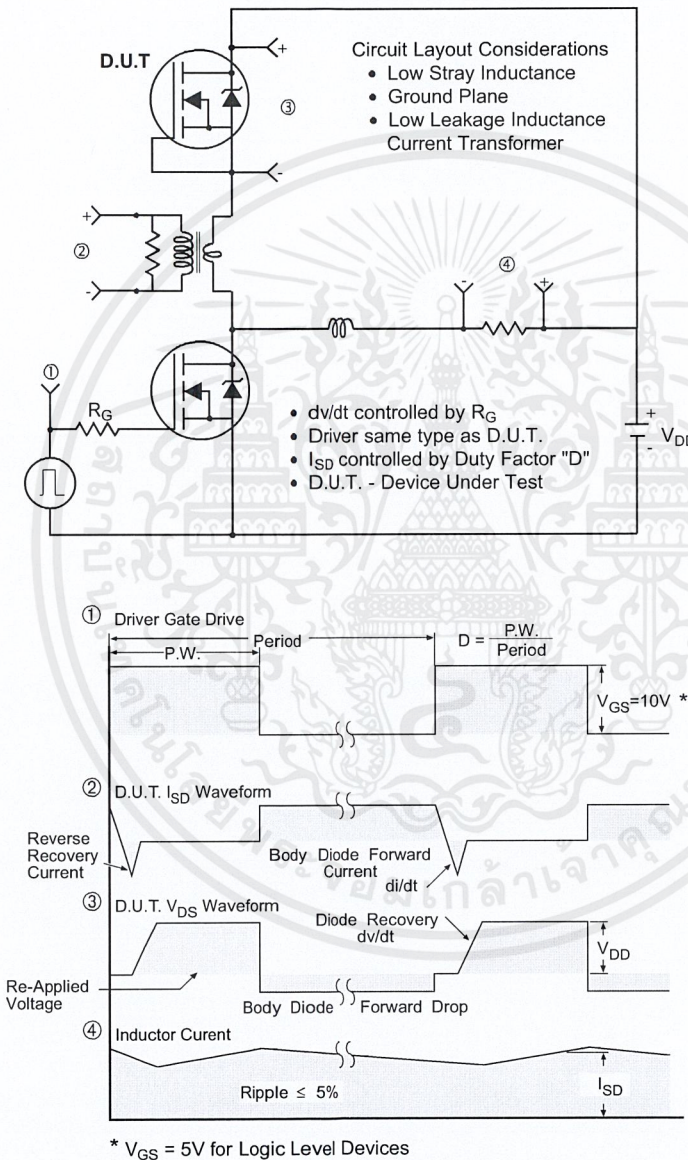 D.U.T
+
-
③
Circuit Layout Considerations
• Low Stray Inductance
• Ground Plane
• Low Leakage Inductance
Current Transformer
+
②
-
④
-
+
①
R_G
• dv/dt controlled by R_G
• Driver same type as D.U.T.
• I_SD controlled by Duty Factor "D"
• D.U.T. - Device Under Test
+
V_DD
-
① Driver Gate Drive
P.W.
Period
D = P.W. / Period
V_GS=10V *
② D.U.T. I_SD Waveform
Reverse
Recovery
Current
Body Diode Forward
Current
di/dt
③ D.U.T. V_DS Waveform
Diode Recovery
dv/dt
V_DD
Re-Applied
Voltage
Body Diode Forward Drop
④ Inductor Curent
Ripple ≤ 5%
I_SD
* V_GS = 5V for Logic Level Devices